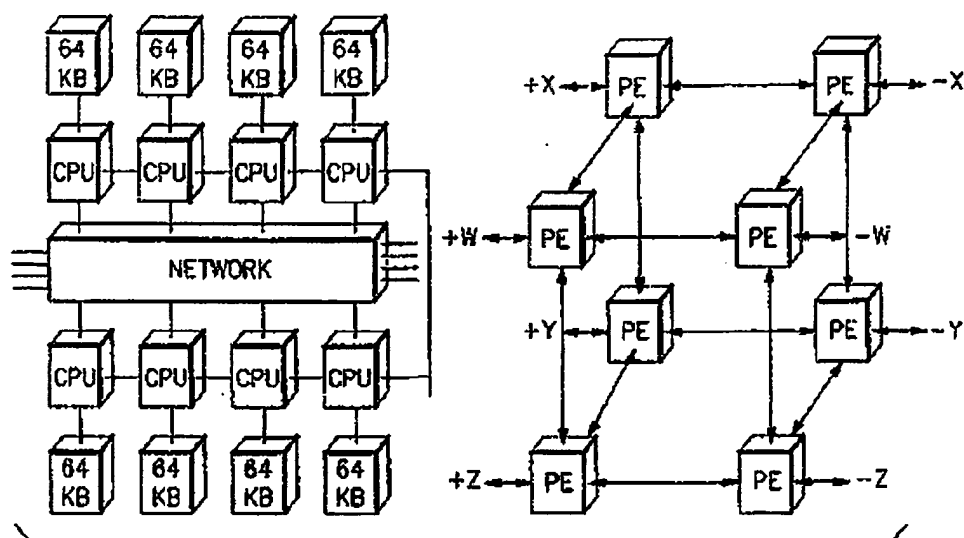 64 KB 64 KB 64 KB 64 KB
CPU CPU CPU CPU
NETWORK
CPU CPU CPU CPU
64 KB 64 KB 64 KB 64 KB
+X PE PE -X
+W PE PE -W
+Y PE PE -Y
+Z PE PE -Z